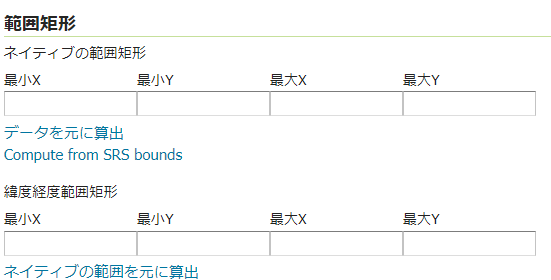 範囲矩形
ネイティブの範囲矩形
最小X 最小Y 最大X 最大Y
データを元に算出
Compute from SRS bounds
緯度経度範囲矩形
最小X 最小Y 最大X 最大Y
ネイティブの範囲を元に算出